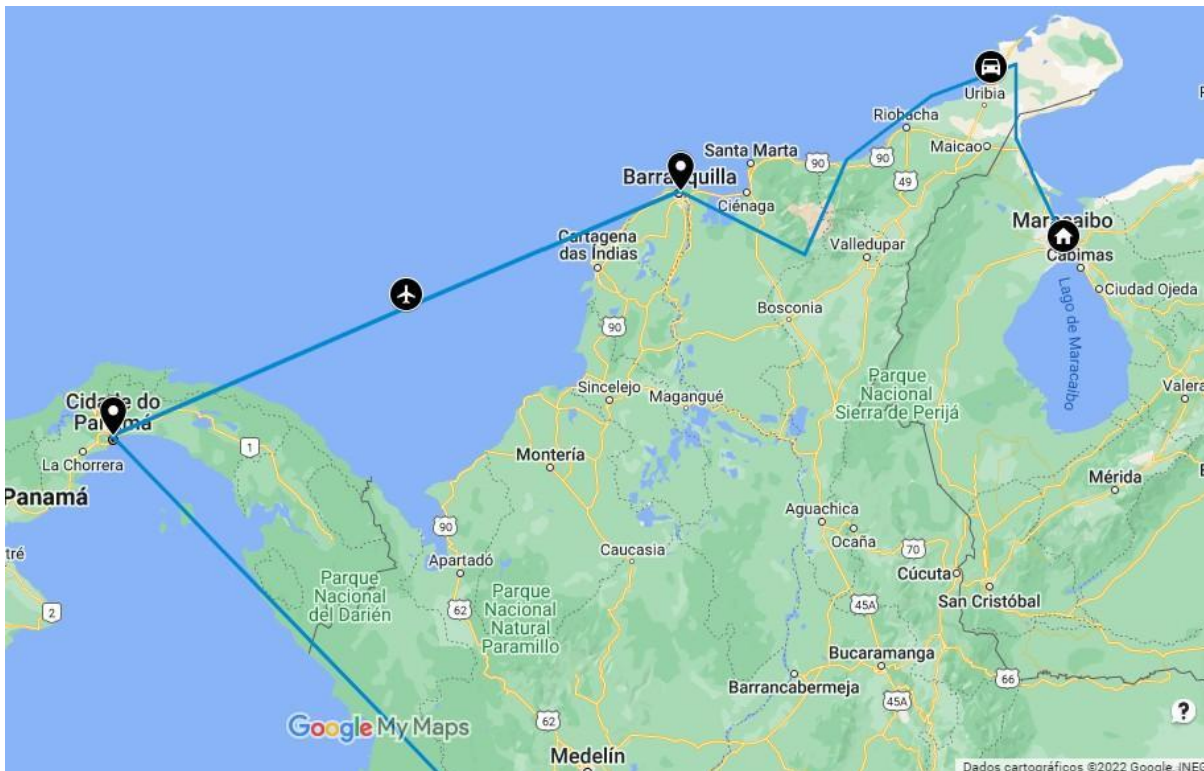 Riobacha
Uribia
Maicao
Santa Marta
90
90
49
Barranquilla
Ciénaga
Maracaibo
Cabimas
Cartagena
das Índias
Valledupar
Ciudad Ojeda
Lago de Maracaibo
Bosconia
90
Sincelejo
Magangué
Parque
Nacional
Sierra de Perijá
Valera
Cidade do
Panamá
1
La Chorrera
Panamá
Montería
Mérida
Aguachica
Ocaña
90
70
tré
Apartadó
Caucasia
Cúcuta
Parque
Nacional
del Darién
Parque
Nacional
Natural
Paramillo
62
45A
San Cristóbal
2
Bucaramanga
66
Barrancabermeja
45A
Google My Maps
62
?
Medellín
Dados cartográficos ©2022 Google, INEG